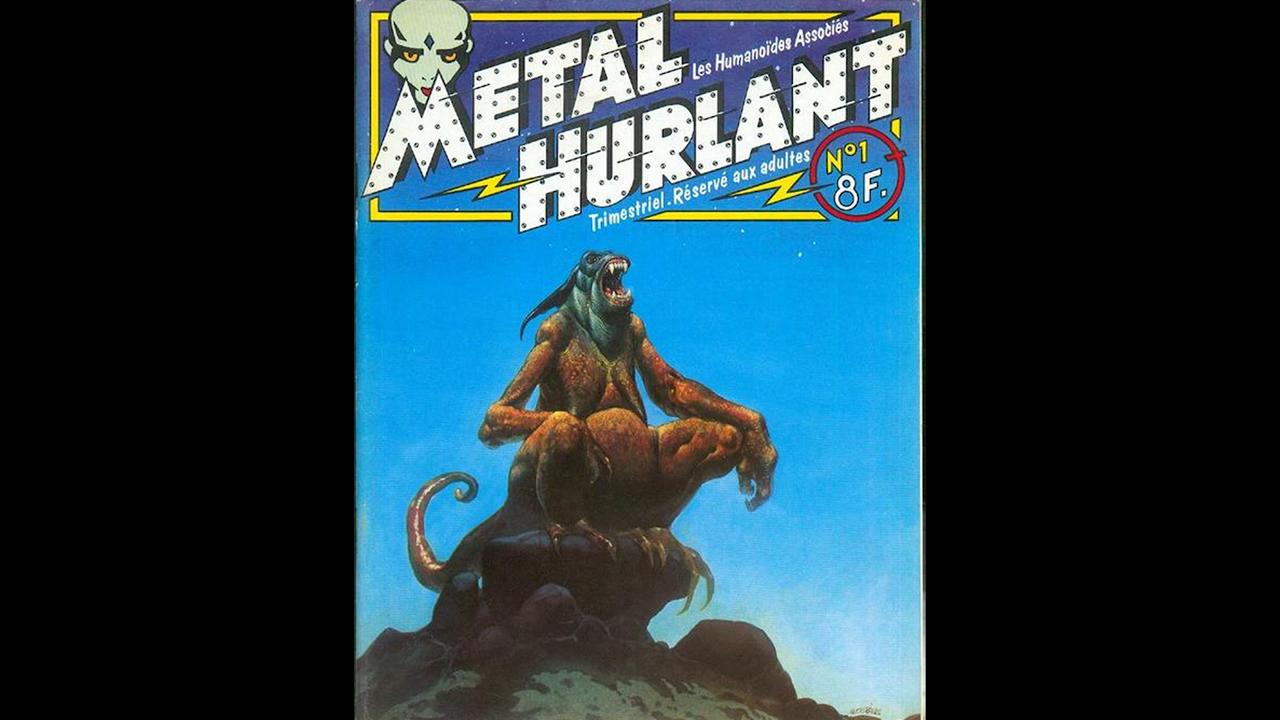 METAL
Les Humanoïdes Associés
HURLANT
Trimestriel. Réservé aux adultes
N°1
8F.